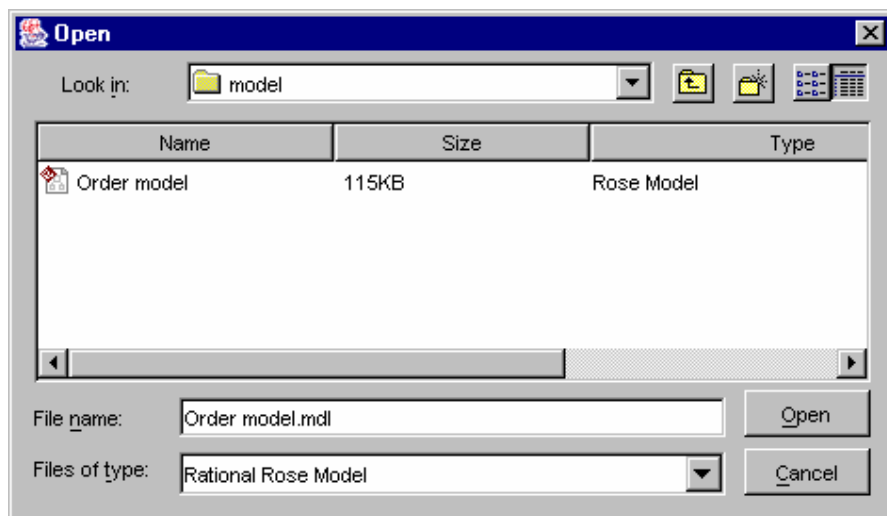 Open
Look in: model
Name Size Type
Order model 115KB Rose Model
File name: Order model.mdl Open
Files of type: Rational Rose Model Cancel